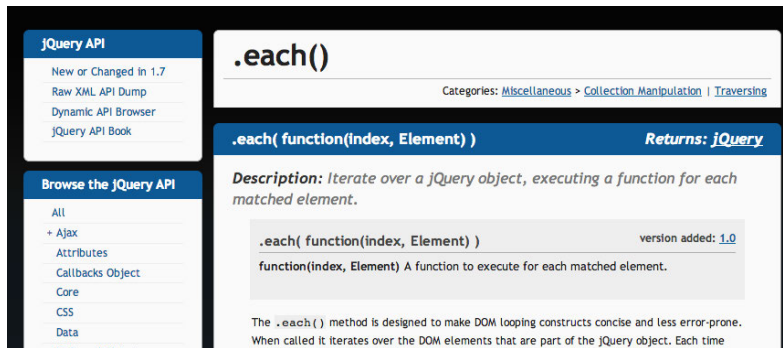 jQuery API
New or Changed in 1.7
Raw XML API Dump
Dynamic API Browser
jQuery API Book
Browse the jQuery API
All
+ Ajax
Attributes
Callbacks Object
Core
CSS
Data
.each()
Categories: Miscellaneous > Collection Manipulation | Traversing
.each( function(index, Element) ) Returns: jQuery
Description: Iterate over a jQuery object, executing a function for each
matched element.
.each( function(index, Element) ) version added: 1.0
function(index, Element) A function to execute for each matched element.
The .each() method is designed to make DOM looping constructs concise and less error-prone.
When called it iterates over the DOM elements that are part of the jQuery object. Each time